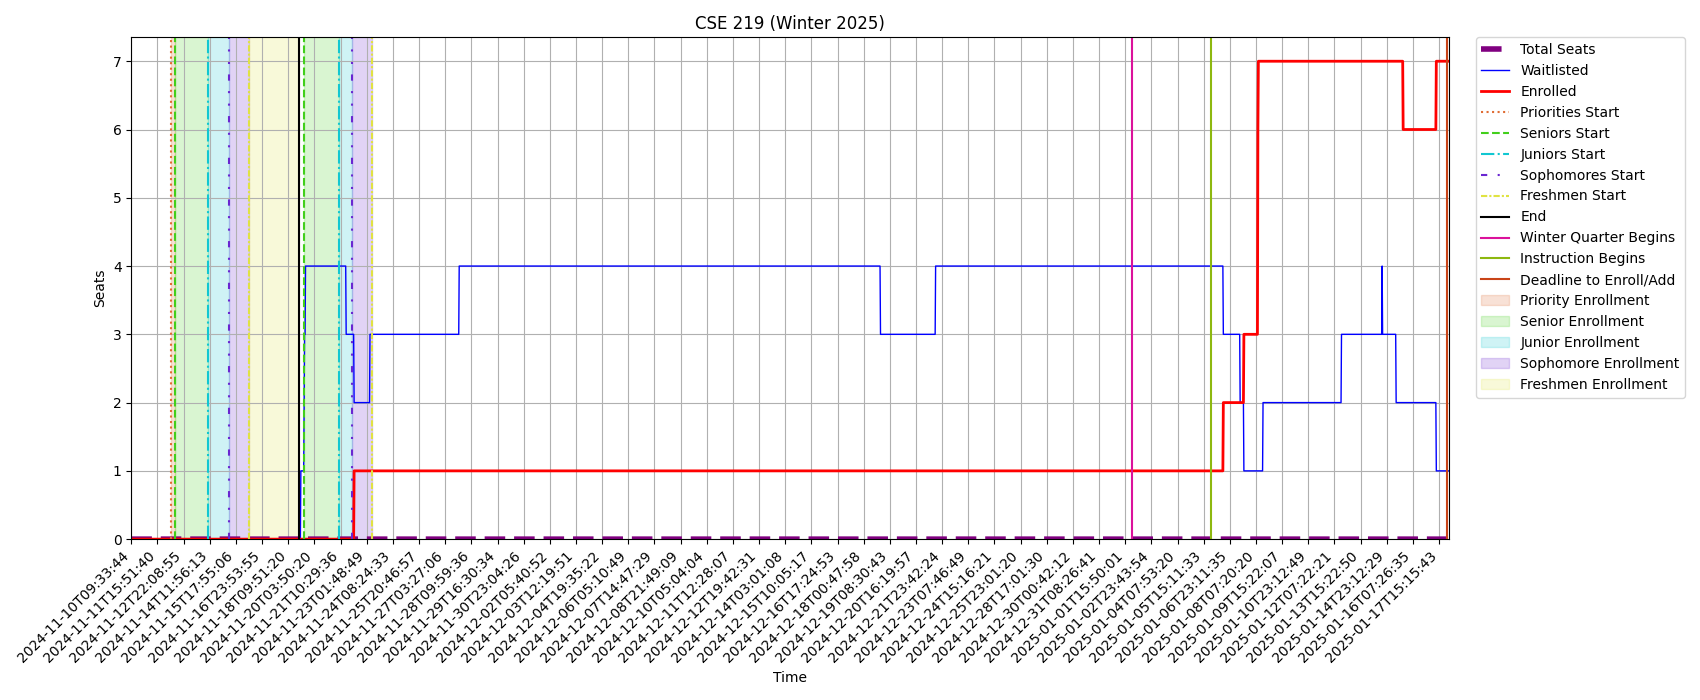 CSE 219 (Winter 2025)
Seats
7
6
5
4
3
2
1
0
2024-11-10T09:33:44
2024-11-11T15:51:40
2024-11-12T22:08:55
2024-11-14T11:56:13
2024-11-15T17:55:06
2024-11-16T23:53:55
2024-11-18T09:51:20
2024-11-20T03:50:20
2024-11-21T10:29:36
2024-11-23T01:48:49
2024-11-24T08:24:33
2024-11-25T20:46:57
2024-11-27T03:27:06
2024-11-28T09:59:36
2024-11-29T16:30:34
2024-11-30T23:04:26
2024-12-02T05:40:52
2024-12-03T12:19:51
2024-12-04T19:35:22
2024-12-06T05:10:49
2024-12-07T14:47:29
2024-12-08T21:49:09
2024-12-10T05:04:04
2024-12-11T12:28:07
2024-12-12T19:42:31
2024-12-14T03:01:08
2024-12-15T10:05:17
2024-12-16T17:24:53
2024-12-18T00:47:58
2024-12-19T08:30:43
2024-12-20T16:19:57
2024-12-21T23:42:24
2024-12-23T07:46:49
2024-12-24T15:16:21
2024-12-25T23:01:20
2024-12-28T17:01:30
2024-12-30T00:42:12
2024-12-31T08:26:41
2025-01-01T15:50:01
2025-01-02T23:43:54
2025-01-04T07:53:20
2025-01-05T15:11:33
2025-01-06T23:11:35
2025-01-08T07:20:20
2025-01-09T15:22:07
2025-01-10T23:12:49
2025-01-12T07:22:21
2025-01-13T15:22:50
2025-01-14T23:12:29
2025-01-16T07:26:35
2025-01-17T15:15:43
Time
Total Seats
Waitlisted
Enrolled
Priorities Start
Seniors Start
Juniors Start
Sophomores Start
Freshmen Start
End
Winter Quarter Begins
Instruction Begins
Deadline to Enroll/Add
Priority Enrollment
Senior Enrollment
Junior Enrollment
Sophomore Enrollment
Freshmen Enrollment